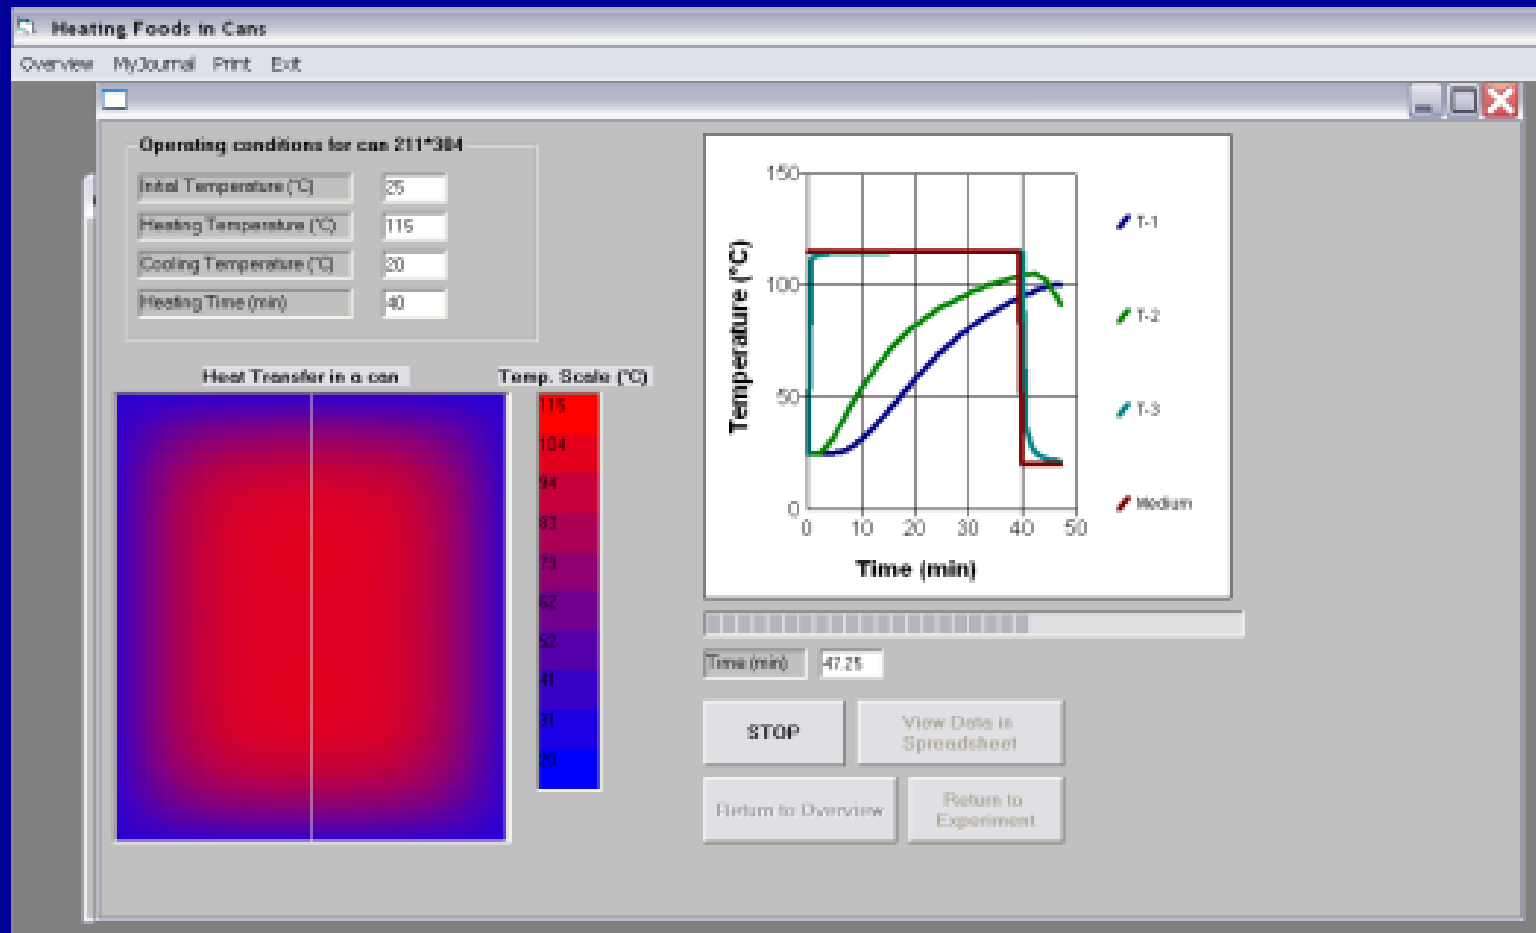 Heating Foods in Cans
Overview MyJournal Print Exit
Operating conditions for can 211*304
Initial Temperature (°C) 25
Heating Temperature (°C) 115
Cooling Temperature (°C) 20
Heating Time (min) 40
Heat Transfer in a can
Temp. Scale (°C)
115
104
94
83
73
62
52
41
31
20
Temperature (°C)
150
100
50
0
0 10 20 30 40 50
Time (min)
T-1
T-2
T-3
Medium
Time (min) 47.25
STOP
View Data in
Spreadsheet
Return to Overview
Return to
Experiment